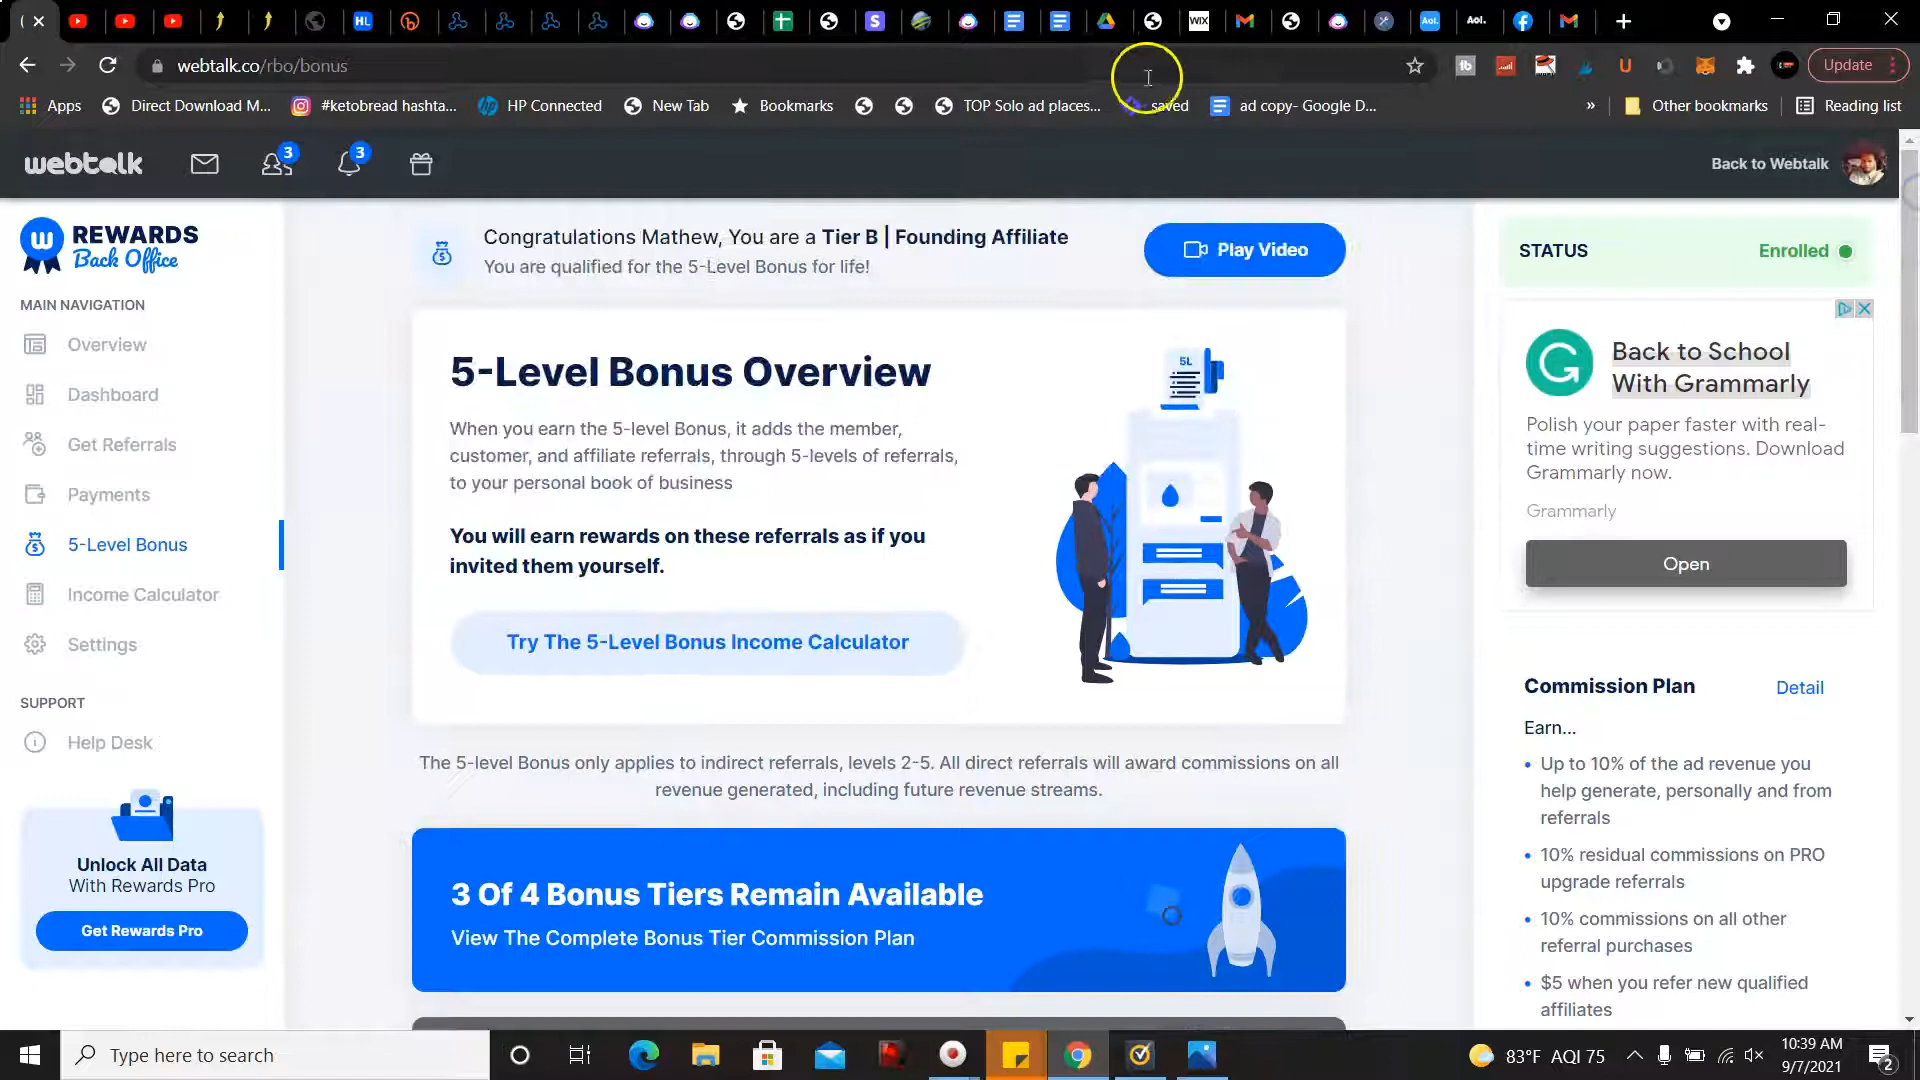 HL
S
WIX
Aol.
Aol.
webtalk.co/rbo/bonus
Update
Apps
Direct Download M...
#ketobread hashta...
HP Connected
New Tab
Bookmarks
TOP Solo ad places...
saved
ad copy- Google D...
»
Other bookmarks
Reading list
webtalk
3
3
Back to Webtalk
REWARDS
Back Office
MAIN NAVIGATION
Overview
Dashboard
Get Referrals
Payments
5-Level Bonus
Income Calculator
Settings
SUPPORT
Help Desk
Unlock All Data
With Rewards Pro
Get Rewards Pro
Congratulations Mathew, You are a Tier B | Founding Affiliate
You are qualified for the 5-Level Bonus for life!
Play Video
5-Level Bonus Overview
When you earn the 5-level Bonus, it adds the member,
customer, and affiliate referrals, through 5-levels of referrals,
to your personal book of business
You will earn rewards on these referrals as if you
invited them yourself.
Try The 5-Level Bonus Income Calculator
5L
The 5-level Bonus only applies to indirect referrals, levels 2-5. All direct referrals will award commissions on all
revenue generated, including future revenue streams.
3 Of 4 Bonus Tiers Remain Available
View The Complete Bonus Tier Commission Plan
STATUS
Enrolled
Back to School
With Grammarly
Polish your paper faster with real-
time writing suggestions. Download
Grammarly now.
Grammarly
Open
Commission Plan
Detail
Earn...
• Up to 10% of the ad revenue you
help generate, personally and from
referrals
• 10% residual commissions on PRO
upgrade referrals
• 10% commissions on all other
referral purchases
• $5 when you refer new qualified
affiliates
Type here to search
83°F AQI 75
10:39 AM
9/7/2021
2